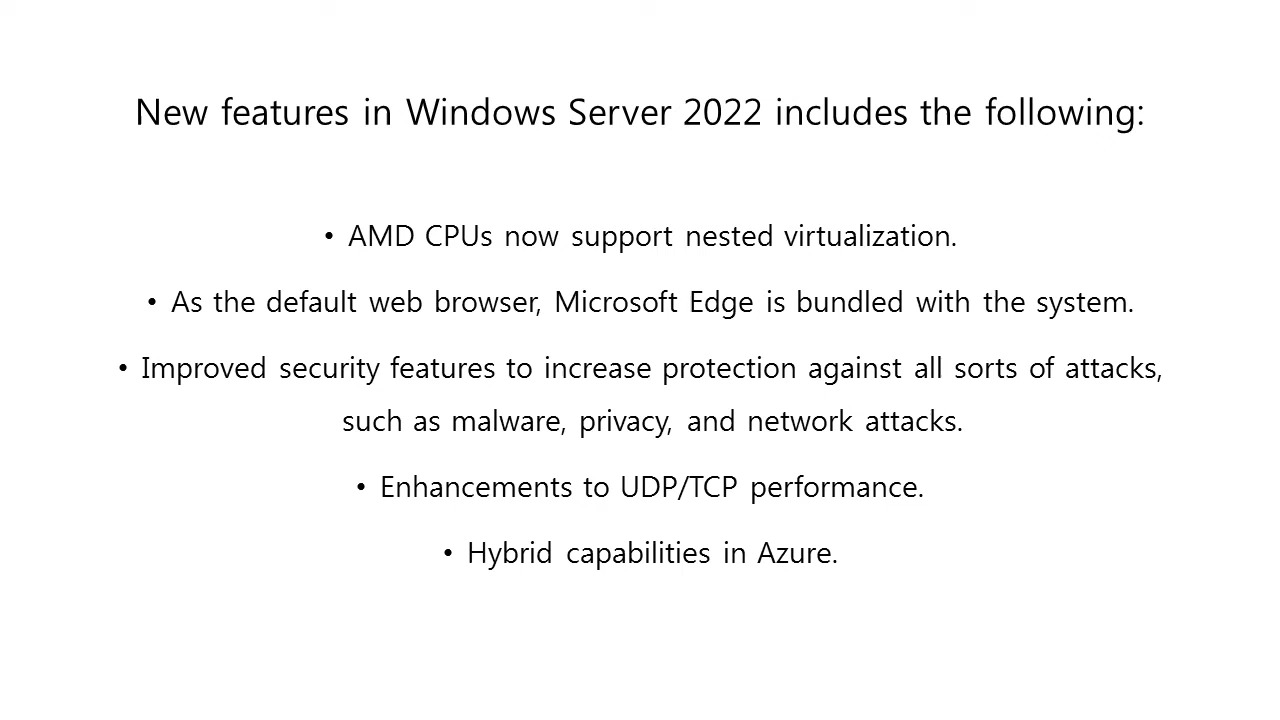 New features in Windows Server 2022 includes the following:
• AMD CPUs now support nested virtualization.
• As the default web browser, Microsoft Edge is bundled with the system.
• Improved security features to increase protection against all sorts of attacks,
such as malware, privacy, and network attacks.
• Enhancements to UDP/TCP performance.
• Hybrid capabilities in Azure.